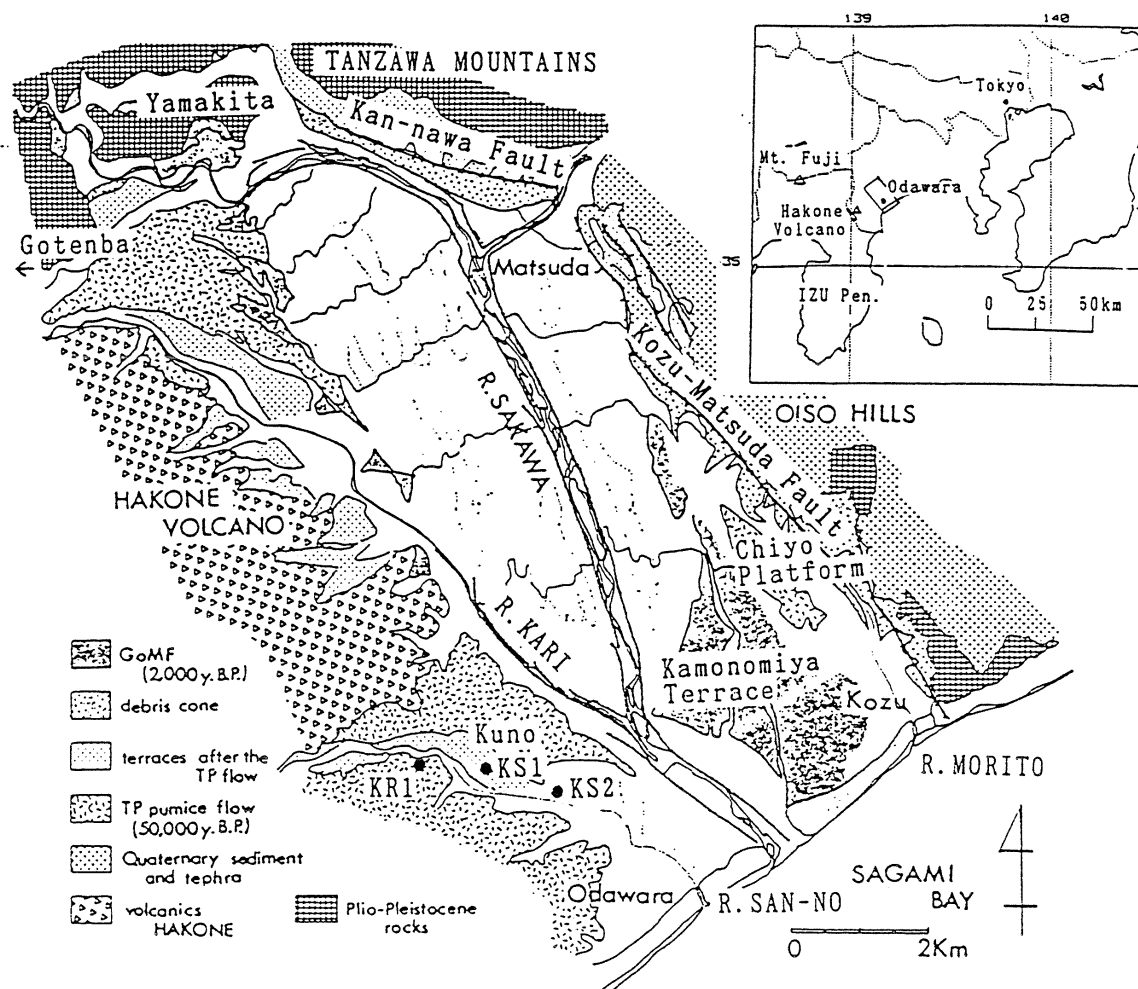 TANZAWA MOUNTAINS
Yamakita
Kan-nawa Fault
Gotenba
←
Matsuda
R. SAKAWA
Kozu-Matsuda Fault
OISO HILLS
HAKONE
VOLCANO
Chiyo
Platform
R. KARI
Kamonomiya
Terrace
Kozu
Kuno
KR1
KS1
KS2
R. MORITO
Odawara
R. SAN-NO
SAGAMI
BAY
0
2Km
139
140
Tokyo
Mt. Fuji
Odawara
Hakone
Volcano
35
IZU Pen.
0 25 50km
GoMF
(2,000 y. B.P.)
debris cone
terraces after the
TP flow
TP pumice flow
(50,000 y. B.P.)
Quaternary sediment
and tephra
volcanics
HAKONE
Plio-Pleistocene
rocks